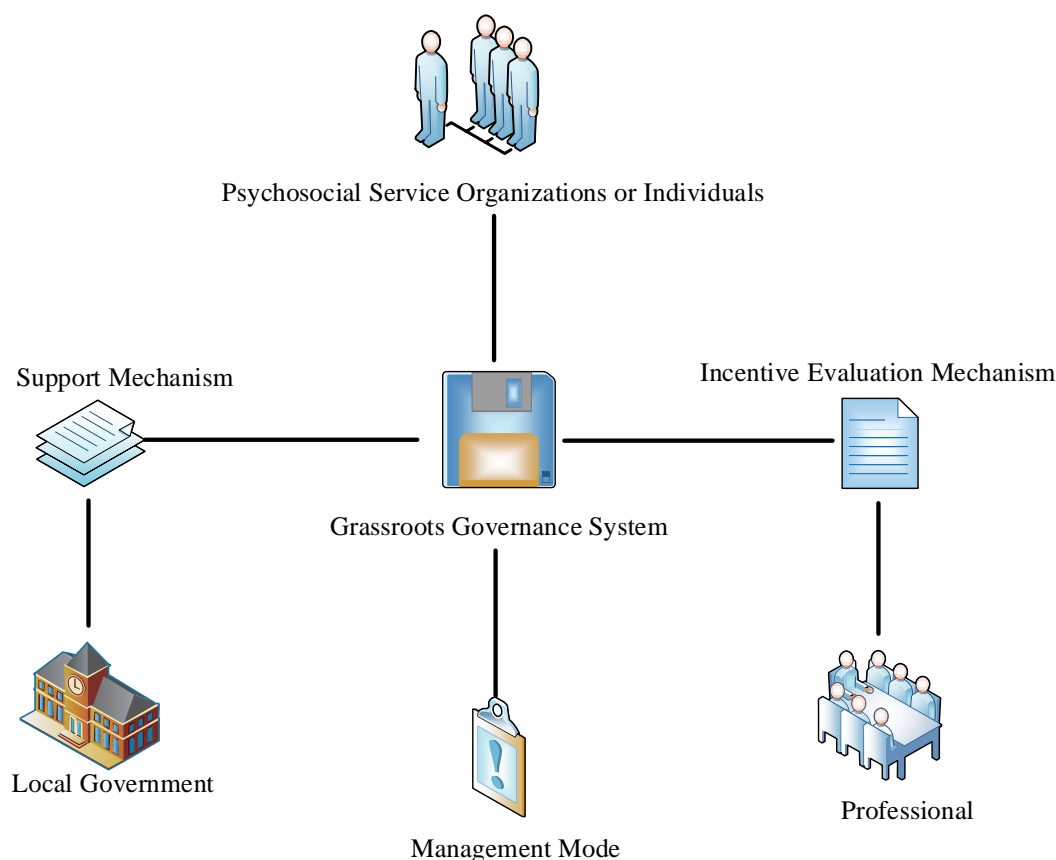 Psychosocial Service Organizations or Individuals
Support Mechanism
Incentive Evaluation Mechanism
Grassroots Governance System
Local Government
Professional
Management Mode